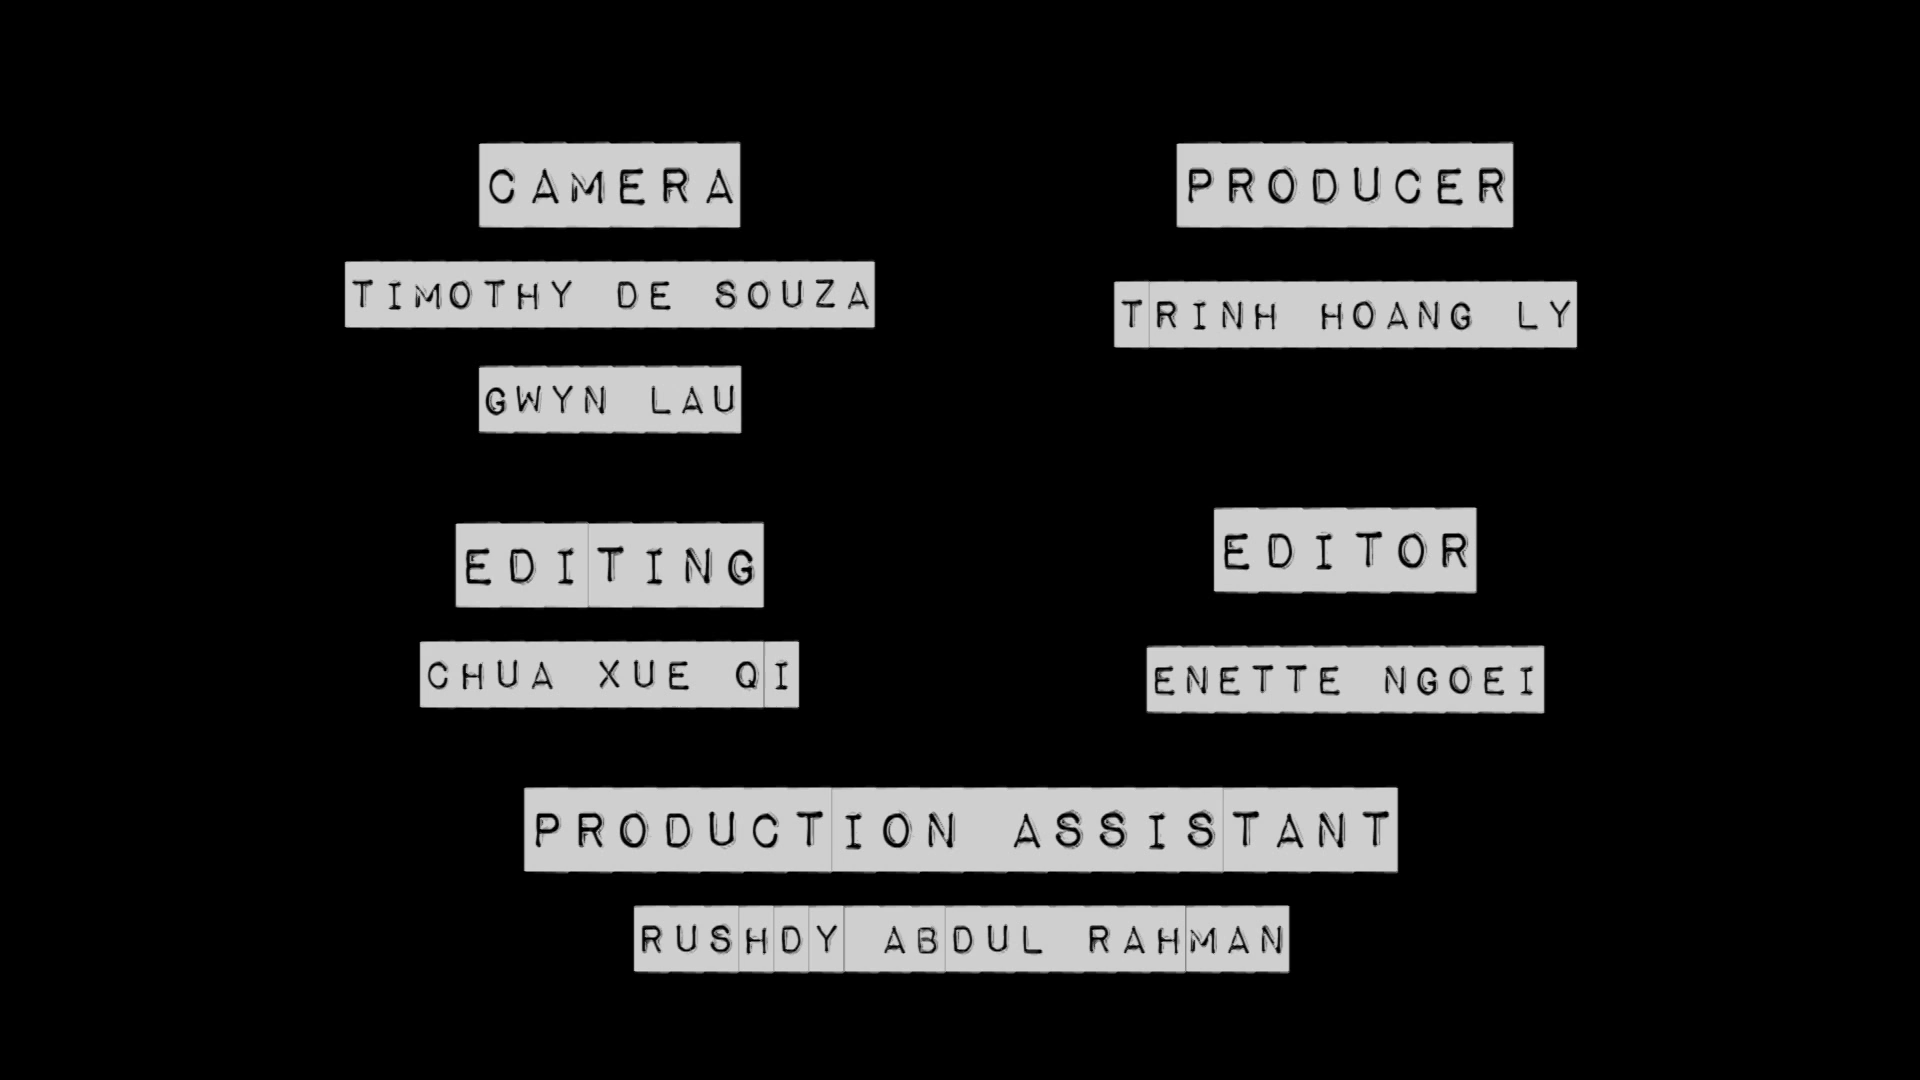 CAMERA
TIMOTHY DE SOUZA
GWYN LAU
PRODUCER
TRINH HOANG LY
EDITING
CHUA XUE QI
EDITOR
ENETTE NGOEI
PRODUCTION ASSISTANT
RUSHDY ABDUL RAHMAN